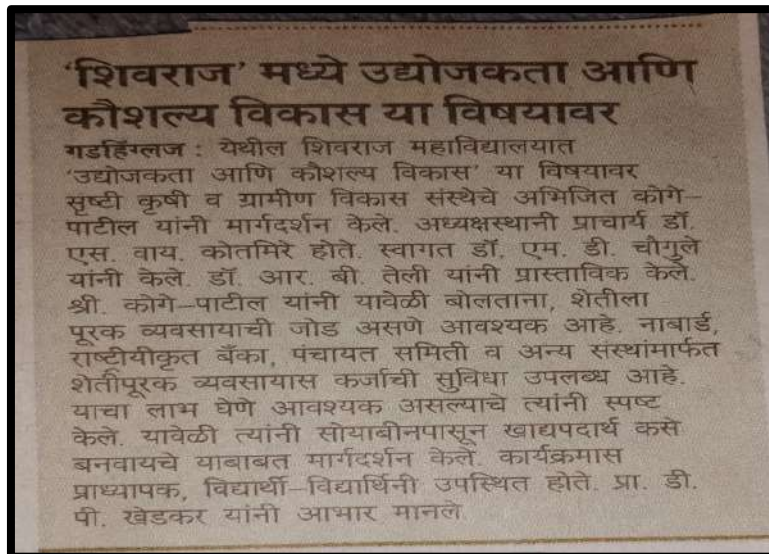 'शिवराज' मध्ये उद्योजकता आणि
कौशल्य विकास या विषयावर
गडहिंग्लज : येथील शिवराज महाविद्यालयात
'उद्योजकता आणि कौशल्य विकास' या विषयावर
सृष्टी कृषी व ग्रामीण विकास संस्थेचे अभिजित कोगे–
पाटील यांनी मार्गदर्शन केले. अध्यक्षस्थानी प्राचार्य डॉ.
एस. वाय. कोतमिरे होते. स्वागत डॉ. एम. डी. चौगुले
यांनी केले. डॉ. आर. बी. तेली यांनी प्रास्ताविक केले.
श्री. कोगे–पाटील यांनी यावेळी बोलताना, शेतीला
पूरक व्यवसायाची जोड असणे आवश्यक आहे. नाबार्ड,
राष्ट्रीयीकृत बँका, पंचायत समिती व अन्य संस्थांमार्फत
शेतीपूरक व्यवसायास कर्जाची सुविधा उपलब्ध आहे.
याचा लाभ घेणे आवश्यक असल्याचे त्यांनी स्पष्ट
केले. यावेळी त्यांनी सोयाबीनपासून खाद्यपदार्थ कसे
बनवायचे याबाबत मार्गदर्शन केले. कार्यक्रमास
प्राध्यापक, विद्यार्थी–विद्यार्थिनी उपस्थित होते. प्रा. डी.
पी. खेडकर यांनी आभार मानले.